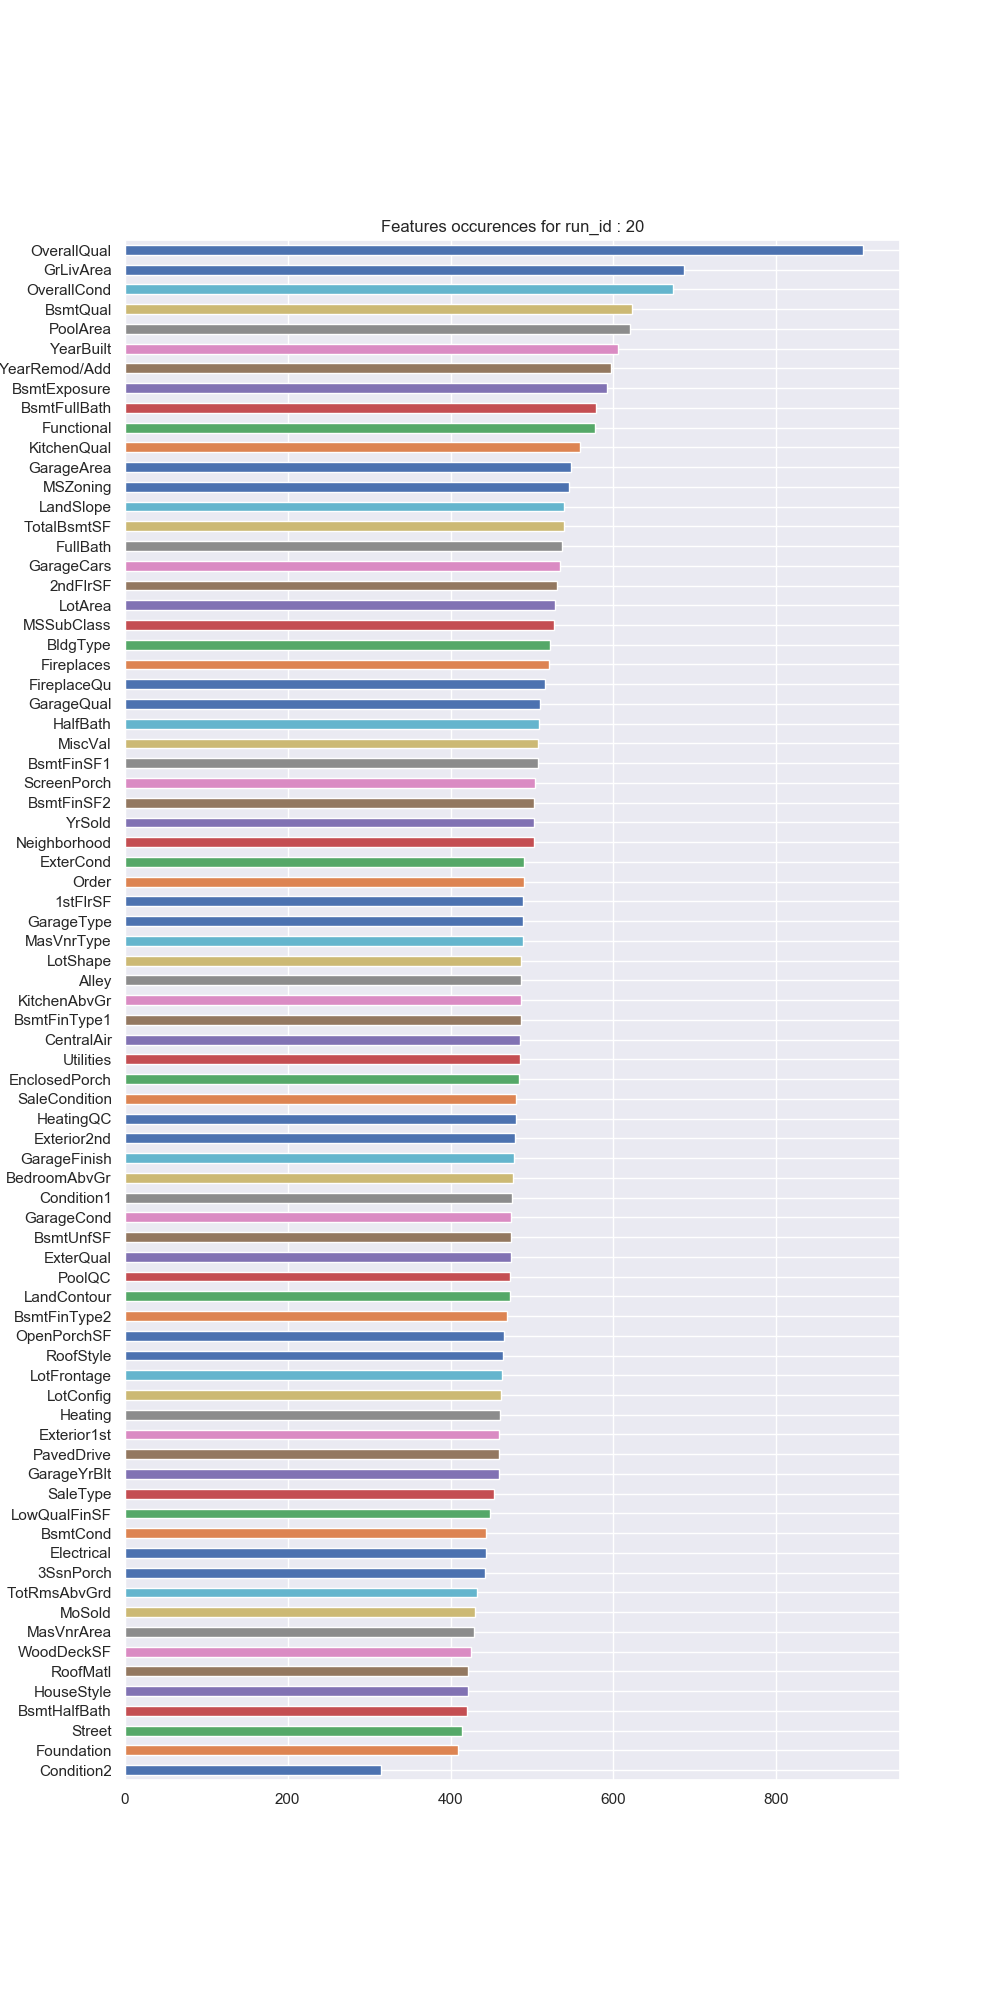 Features occurences for run_id : 20
OverallQual
GrLivArea
OverallCond
BsmtQual
PoolArea
YearBuilt
YearRemod/Add
BsmtExposure
BsmtFullBath
Functional
KitchenQual
GarageArea
MSZoning
LandSlope
TotalBsmtSF
FullBath
GarageCars
2ndFlrSF
LotArea
MSSubClass
BldgType
Fireplaces
FireplaceQu
GarageQual
HalfBath
MiscVal
BsmtFinSF1
ScreenPorch
BsmtFinSF2
YrSold
Neighborhood
ExterCond
Order
1stFlrSF
GarageType
MasVnrType
LotShape
Alley
KitchenAbvGr
BsmtFinType1
CentralAir
Utilities
EnclosedPorch
SaleCondition
HeatingQC
Exterior2nd
GarageFinish
BedroomAbvGr
Condition1
GarageCond
BsmtUnfSF
ExterQual
PoolQC
LandContour
BsmtFinType2
OpenPorchSF
RoofStyle
LotFrontage
LotConfig
Heating
Exterior1st
PavedDrive
GarageYrBlt
SaleType
LowQualFinSF
BsmtCond
Electrical
3SsnPorch
TotRmsAbvGrd
MoSold
MasVnrArea
WoodDeckSF
RoofMatl
HouseStyle
BsmtHalfBath
Street
Foundation
Condition2
0 200 400 600 800